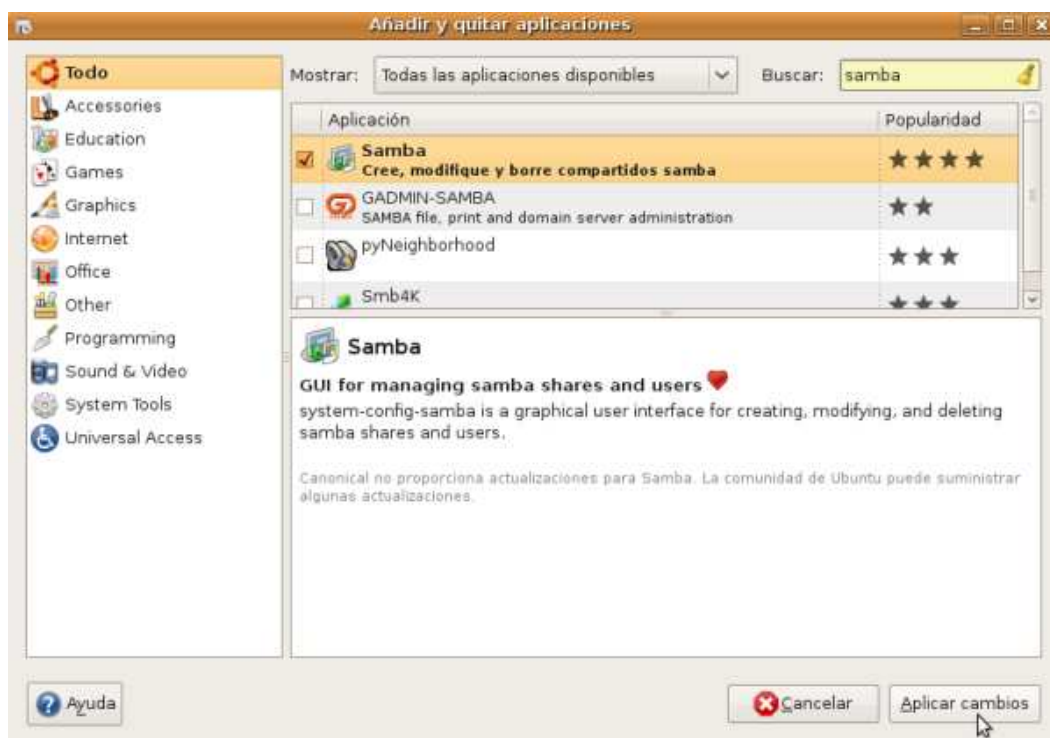 Añadir y quitar aplicaciones
Todo
Accessories
Education
Games
Graphics
Internet
Office
Other
Programming
Sound & Video
System Tools
Universal Access
Mostrar: Todas las aplicaciones disponibles Buscar: samba
Aplicación Popularidad
Samba
Cree, modifique y borre compartidos samba
GADMIN-SAMBA
SAMBA file, print and domain server administration
pyNeighborhood
Smb4K
Samba
GUI for managing samba shares and users
system-config-samba is a graphical user interface for creating, modifying, and deleting
samba shares and users.
Canonical no proporciona actualizaciones para Samba. La comunidad de Ubuntu puede suministrar
algunas actualizaciones.
Ayuda Cancelar Aplicar cambios